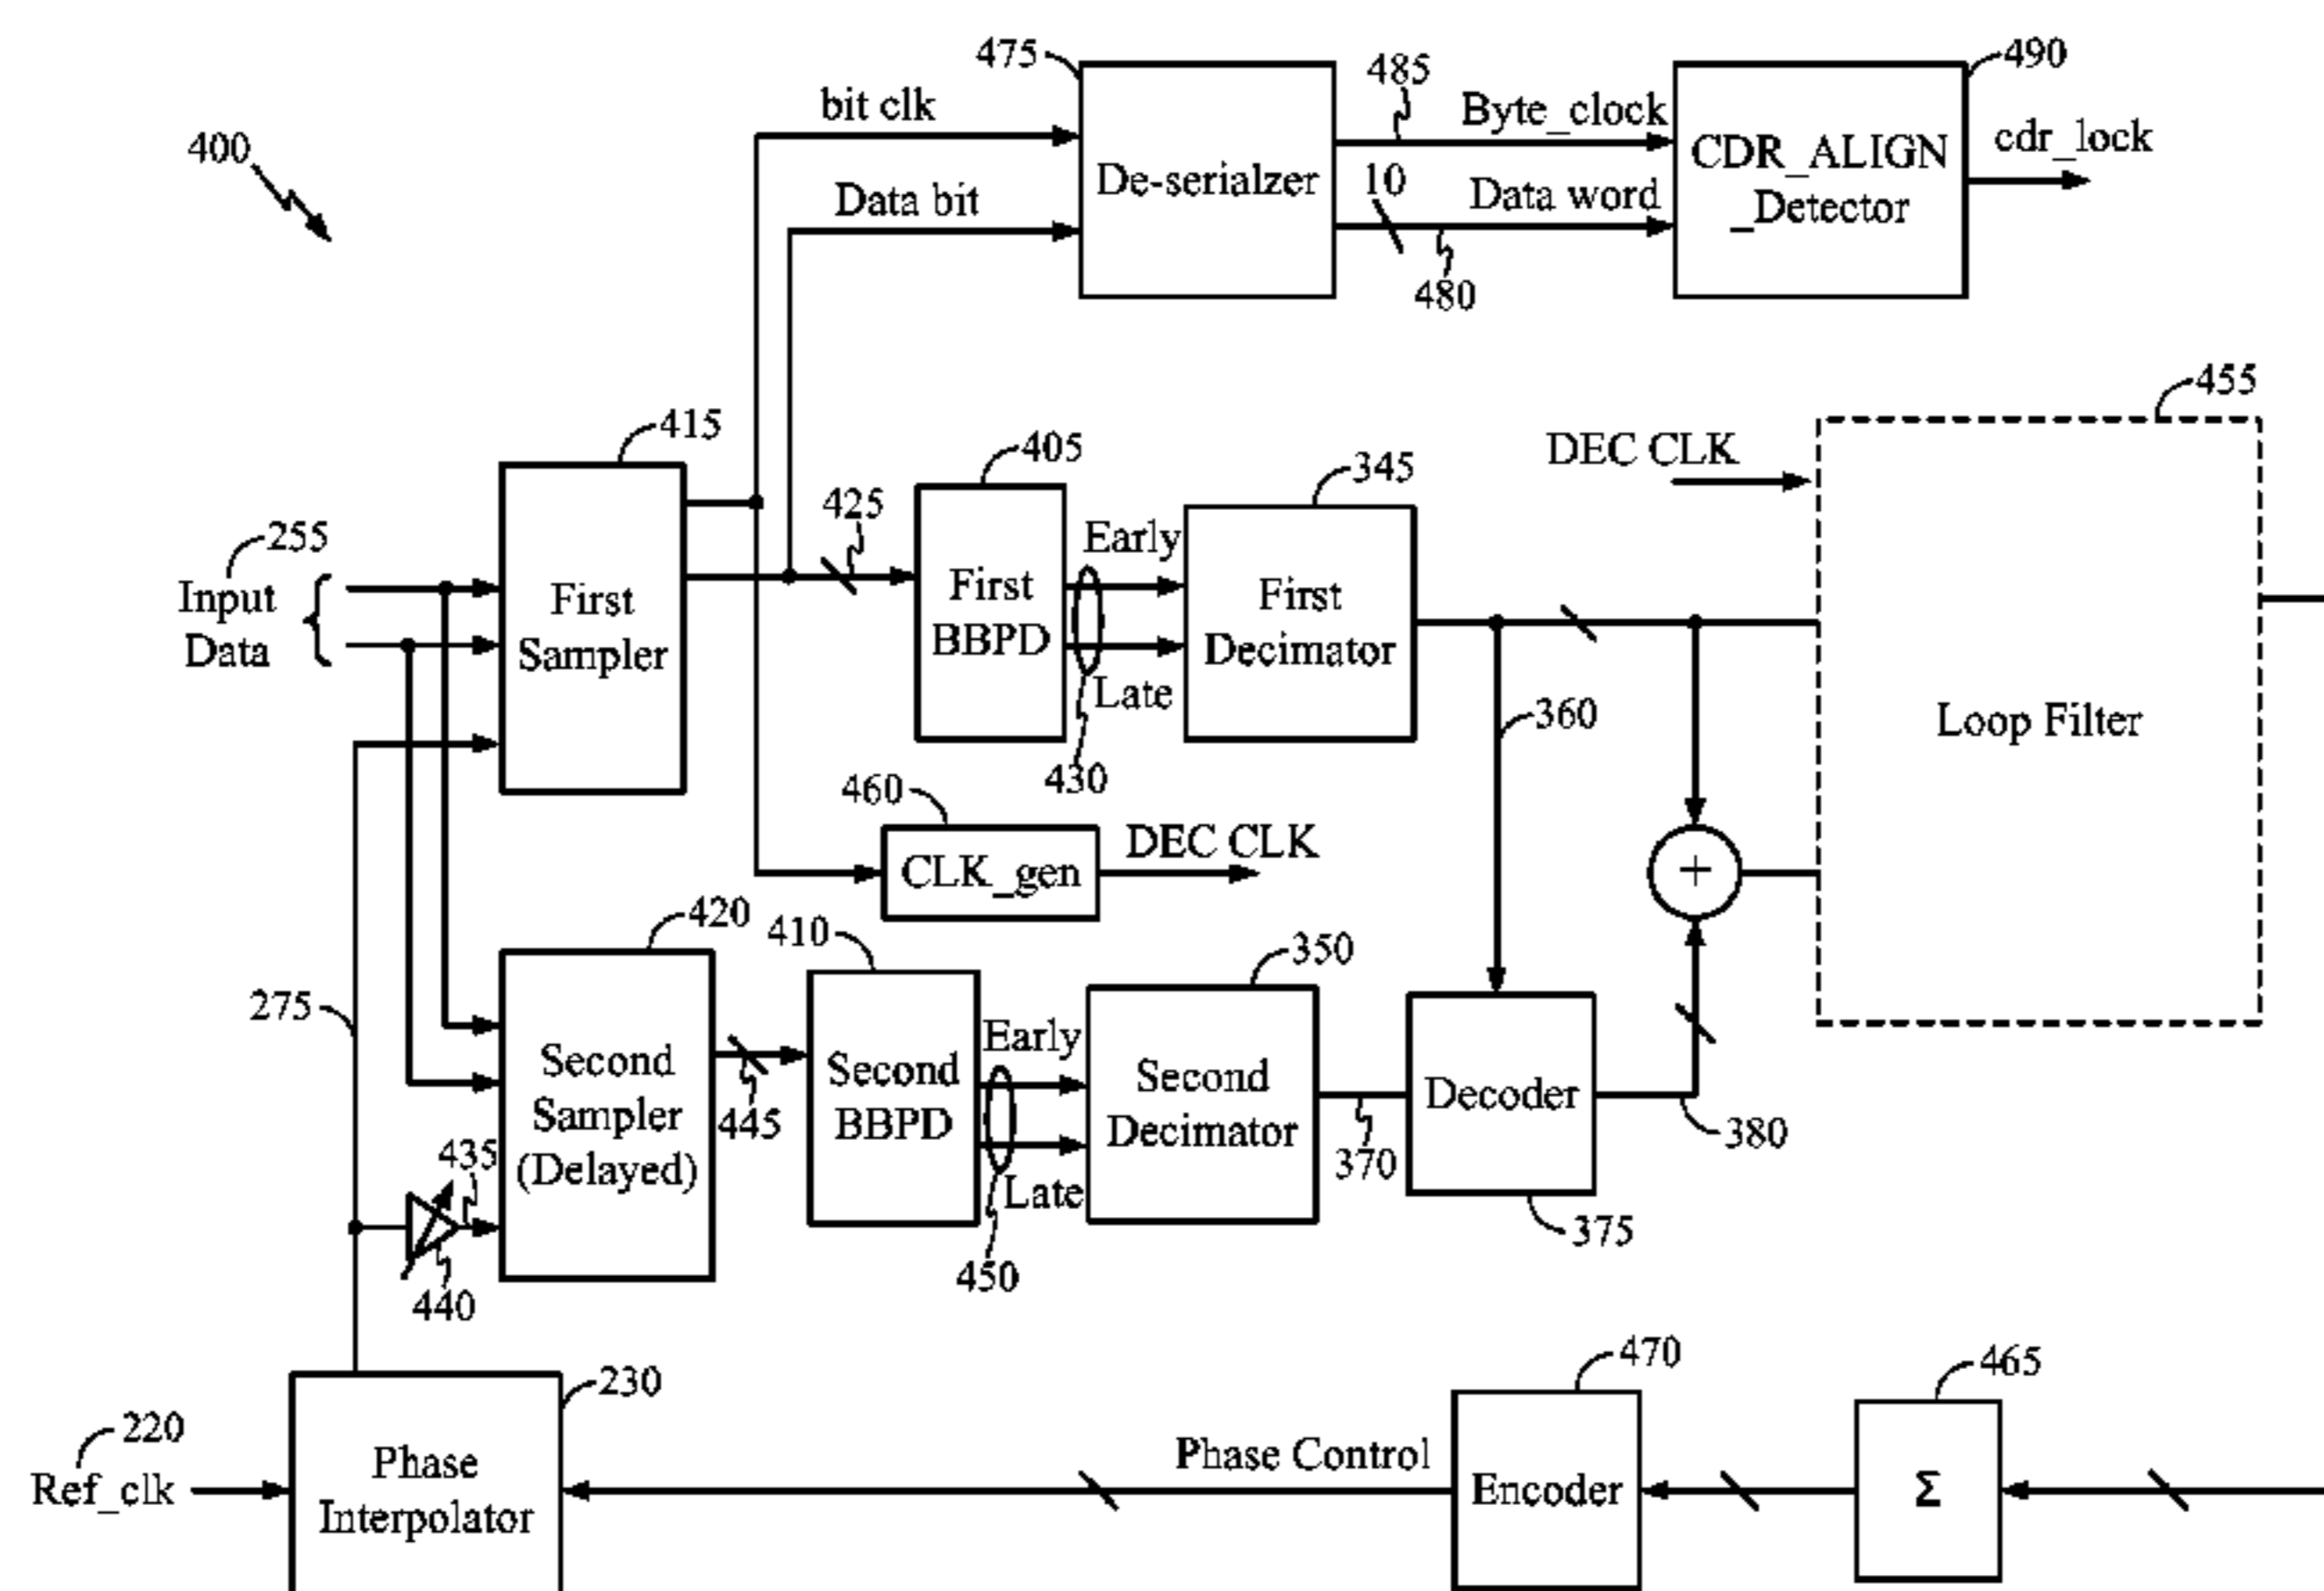 475
485
490
bit clk
Byte_clock
cdr_lock
400
De-serialzer
CDR_ALIGN
_Detector
Data bit
10
Data word
480
455
415
405
345
DEC CLK
425
255
Input
Data
First
Sampler
First
BBPD
Early
Late
First
Decimator
360
Loop Filter
430
460
CLK_gen
DEC CLK
+
420
410
350
275
Second
Sampler
(Delayed)
445
Second
BBPD
Early
Late
Second
Decimator
370
Decoder
380
435
440
450
375
230
470
465
220
Ref_clk
Phase
Interpolator
Phase Control
Encoder
Σ